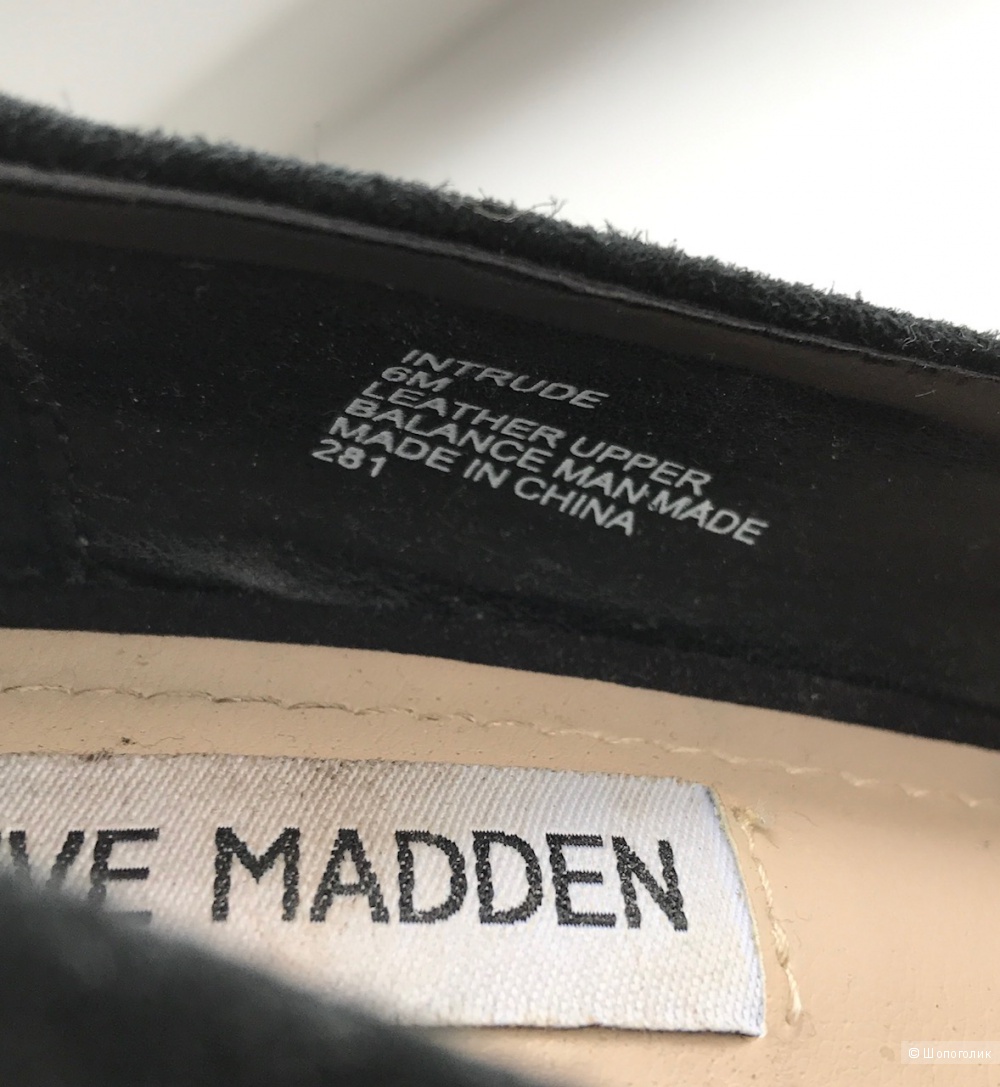 INTRUDE
6M
LEATHER UPPER
BALANCE MAN MADE
MADE IN CHINA
281
VE MADDEN
© Шопоголик